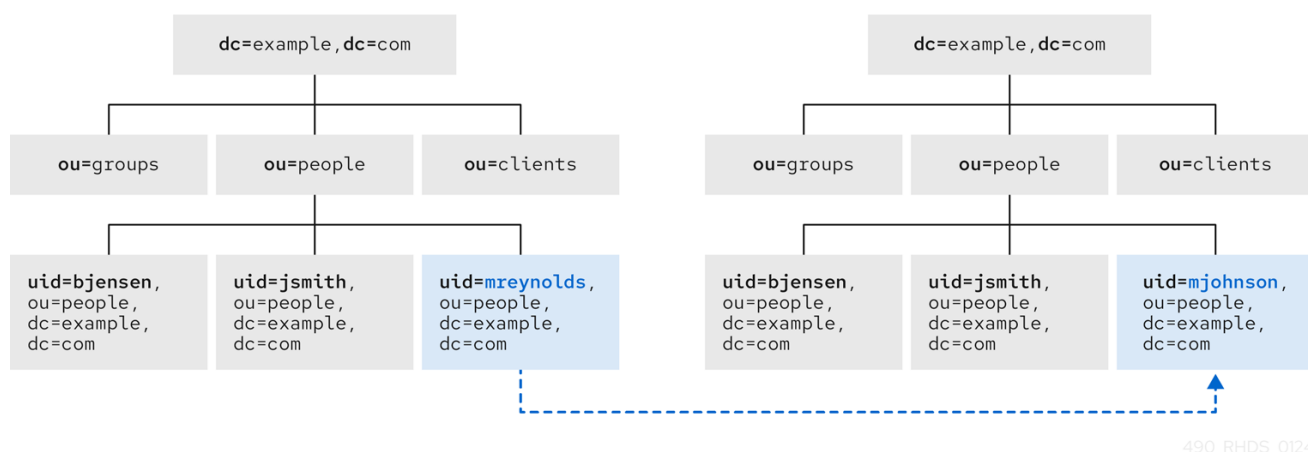 dc=example,dc=com
ou=groups
ou=people
ou=clients
uid=bjensen,
ou=people,
dc=example,
dc=com
uid=jsmith,
ou=people,
dc=example,
dc=com
uid=mreynolds,
ou=people,
dc=example,
dc=com
dc=example,dc=com
ou=groups
ou=people
ou=clients
uid=bjensen,
ou=people,
dc=example,
dc=com
uid=jsmith,
ou=people,
dc=example,
dc=com
uid=mjohnson,
ou=people,
dc=example,
dc=com
490_RHDS_0124